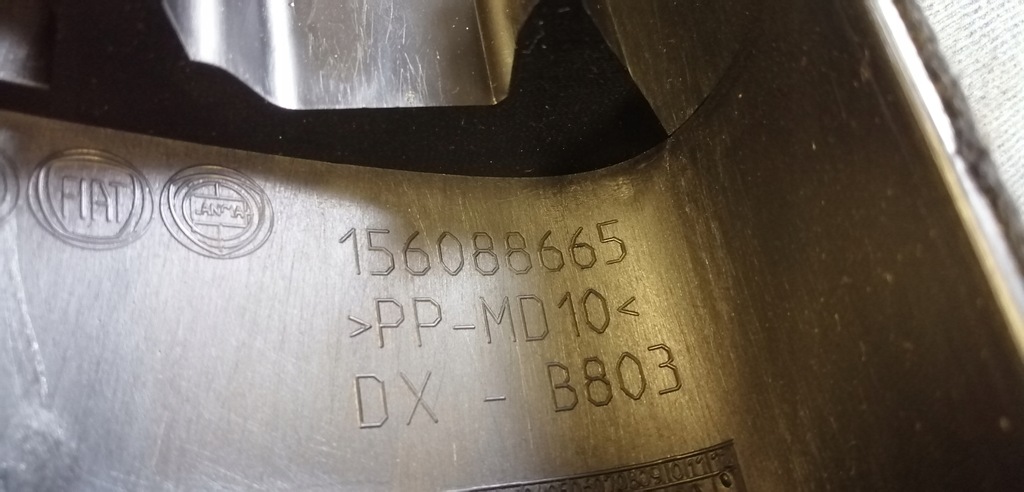 FIAT
LANCIA
156088665
>PP-MD10<
DX - B803